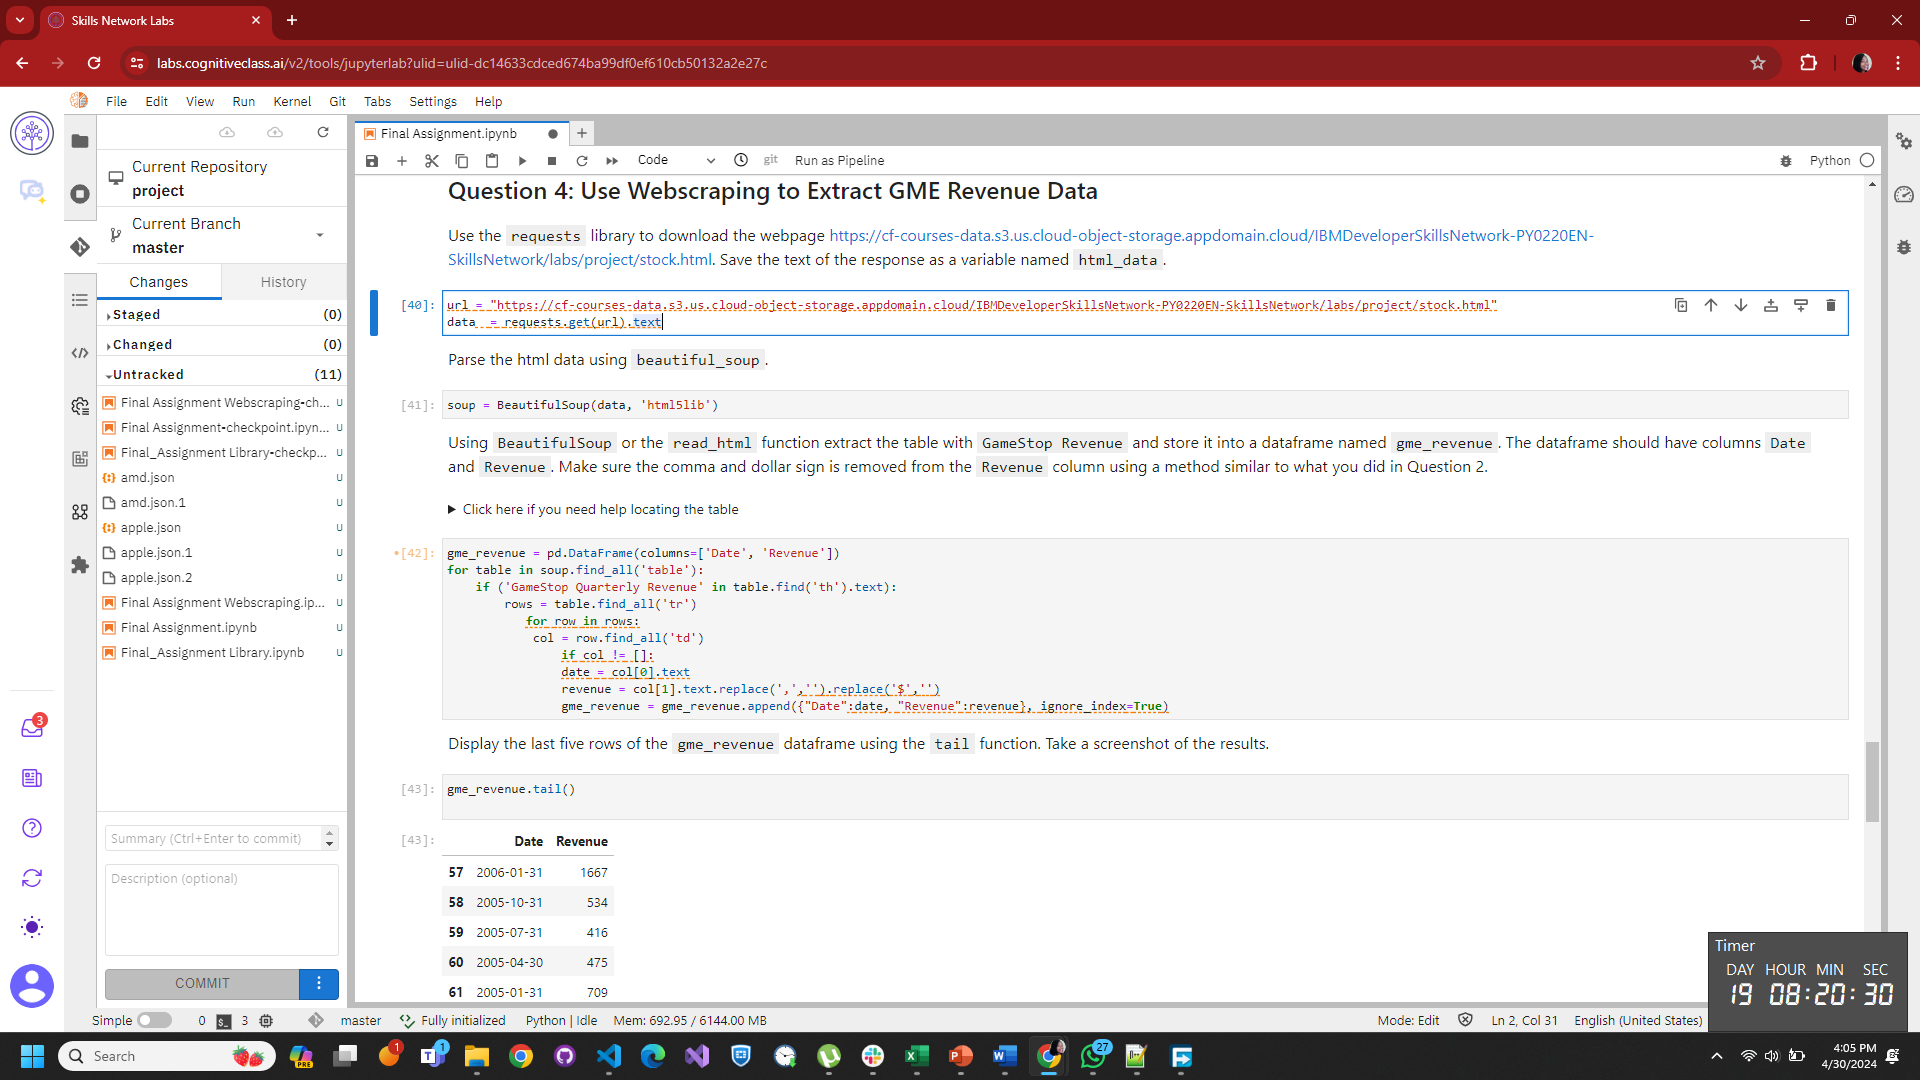 Skills Network Labs
labs.cognitiveclass.ai/v2/tools/jupyterlab?ulid=ulid-dc14633cdced674ba99df0ef610cb50132a2e27c
File Edit View Run Kernel Git Tabs Settings Help
Current Repository
project
Current Branch
master
Changes History
Staged (0)
Changed (0)
Untracked (11)
Final Assignment Webscraping-ch... U
Final Assignment-checkpoint.ipyn... U
Final_Assignment Library-checkp... U
amd.json U
amd.json.1 U
apple.json U
apple.json.1 U
apple.json.2 U
Final Assignment Webscraping.ip... U
Final Assignment.ipynb U
Final_Assignment Library.ipynb U
3
Summary (Ctrl+Enter to commit)
Description (optional)
COMMIT
Final Assignment.ipynb
Code git Run as Pipeline Python
Question 4: Use Webscraping to Extract GME Revenue Data
Use the requests library to download the webpage https://cf-courses-data.s3.us.cloud-object-storage.appdomain.cloud/IBMDeveloperSkillsNetwork-PY0220EN-
SkillsNetwork/labs/project/stock.html. Save the text of the response as a variable named html_data.
[40]: url = "https://cf-courses-data.s3.us.cloud-object-storage.appdomain.cloud/IBMDeveloperSkillsNetwork-PY0220EN-SkillsNetwork/labs/project/stock.html"
data  = requests.get(url).text
Parse the html data using beautiful_soup.
[41]: soup = BeautifulSoup(data, 'html5lib')
Using BeautifulSoup or the read_html function extract the table with GameStop Revenue and store it into a dataframe named gme_revenue. The dataframe should have columns Date
and Revenue. Make sure the comma and dollar sign is removed from the Revenue column using a method similar to what you did in Question 2.
Click here if you need help locating the table
[42]: gme_revenue = pd.DataFrame(columns=['Date', 'Revenue'])
for table in soup.find_all('table'):
if ('GameStop Quarterly Revenue' in table.find('th').text):
rows = table.find_all('tr')
for row in rows:
col = row.find_all('td')
if col != []:
date = col[0].text
revenue = col[1].text.replace(',','').replace('$','')
gme_revenue = gme_revenue.append({"Date":date, "Revenue":revenue}, ignore_index=True)
Display the last five rows of the gme_revenue dataframe using the tail function. Take a screenshot of the results.
[43]: gme_revenue.tail()
[43]: Date Revenue
57 2006-01-31 1667
58 2005-10-31 534
59 2005-07-31 416
60 2005-04-30 475
61 2005-01-31 709
Timer
DAY HOUR MIN SEC
19 08:20:30
Simple 0 3 master Fully initialized Python | Idle Mem: 692.95 / 6144.00 MB Mode: Edit Ln 2, Col 31 English (United States)
Search PRE 1 1 27
4:05 PM
4/30/2024